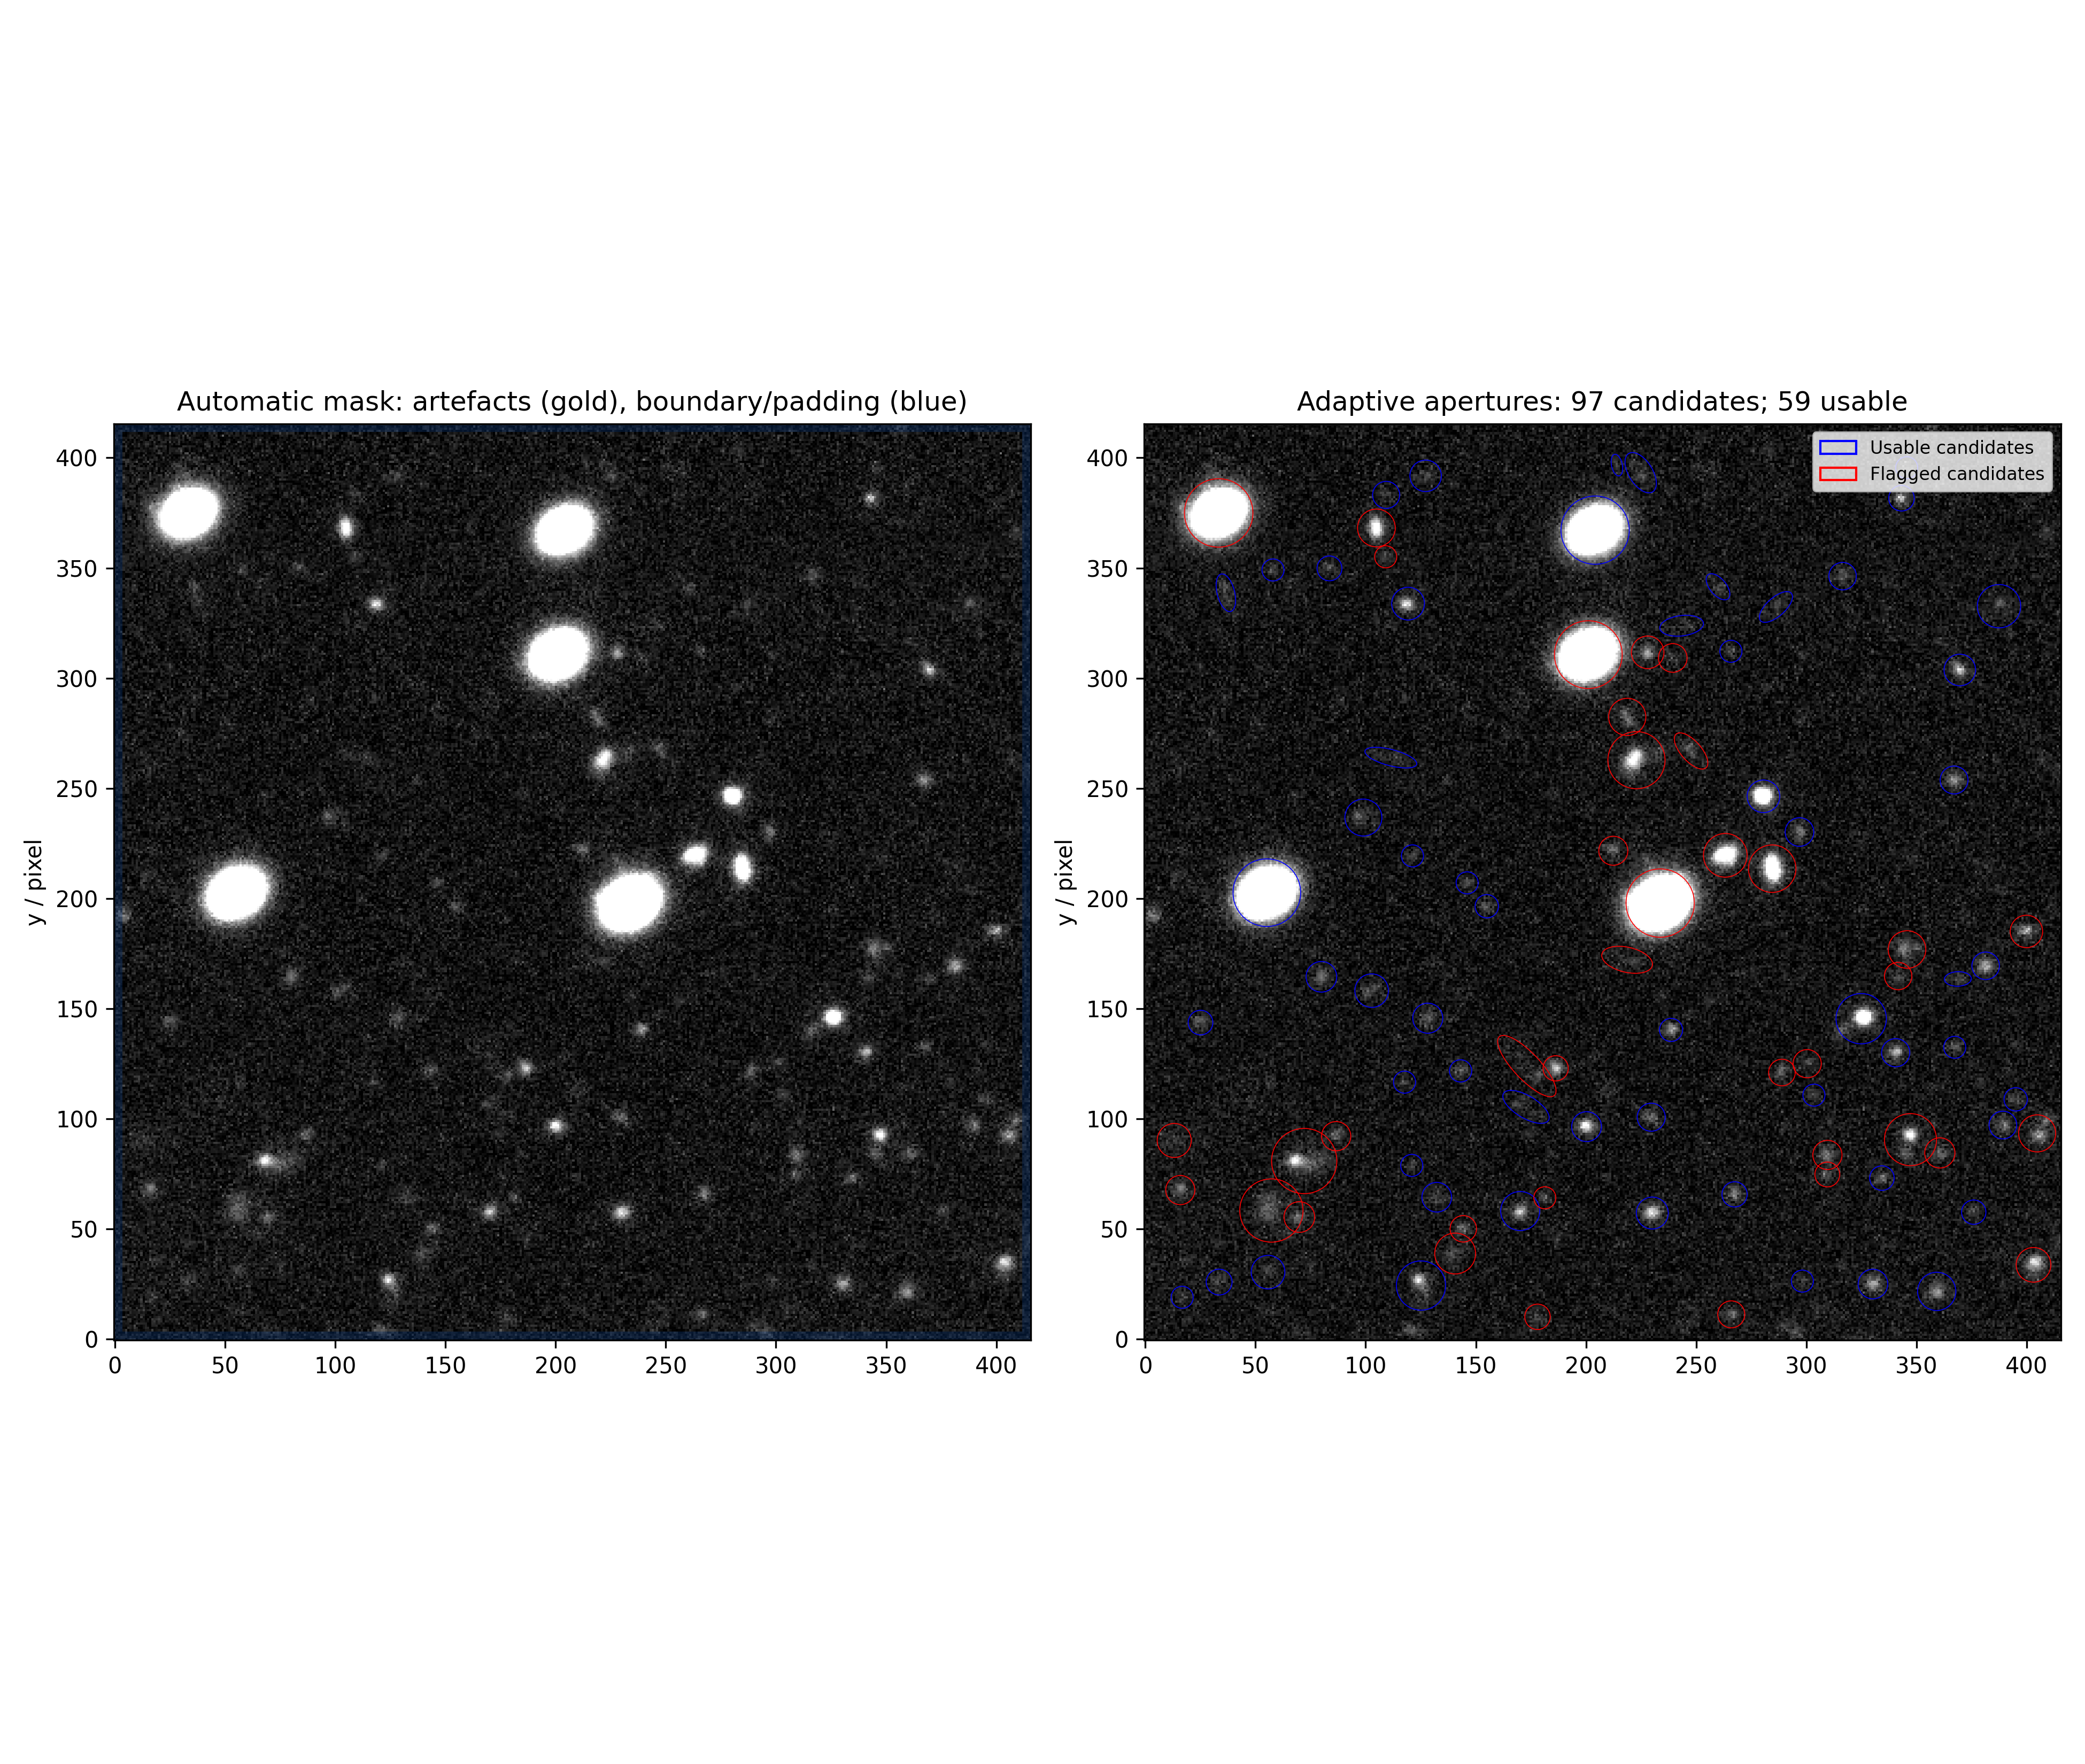 Automatic mask: artefacts (gold), boundary/padding (blue)
Adaptive apertures: 97 candidates; 59 usable
Usable candidates
Flagged candidates
y / pixel
400
350
300
250
200
150
100
50
0
0 50 100 150 200 250 300 350 400
y / pixel
400
350
300
250
200
150
100
50
0
0 50 100 150 200 250 300 350 400